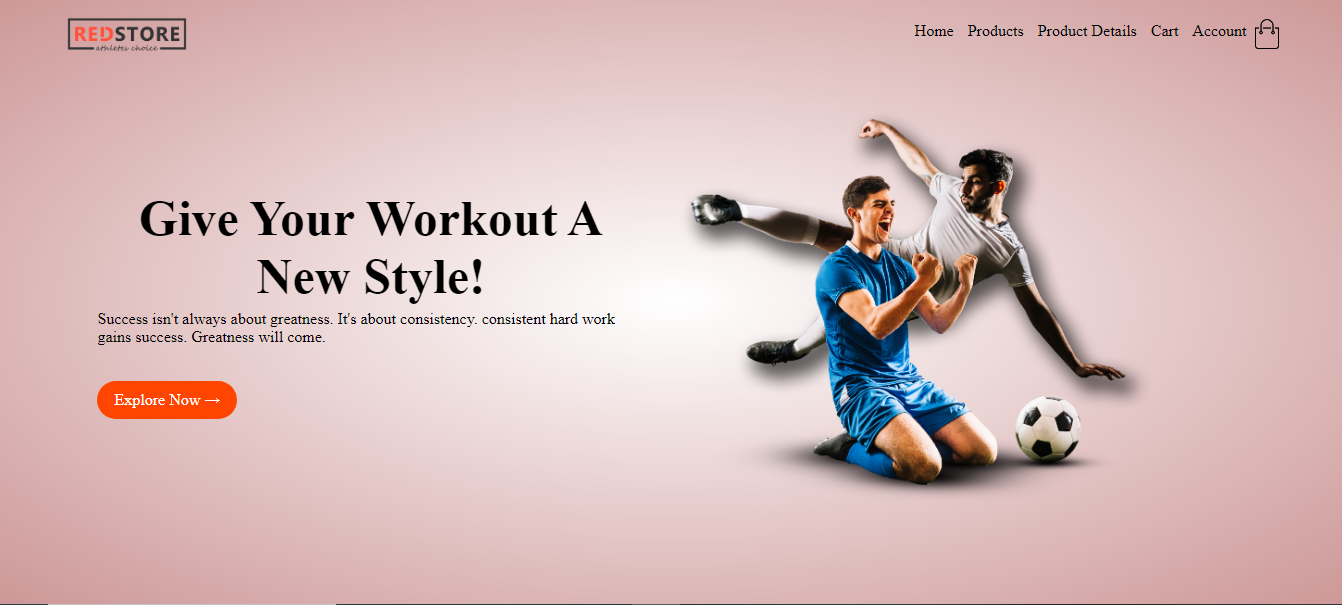 REDSTORE
athletes choice
Home Products Product Details Cart Account
Give Your Workout A
New Style!
Success isn't always about greatness. It's about consistency. consistent hard work
gains success. Greatness will come.
Explore Now →